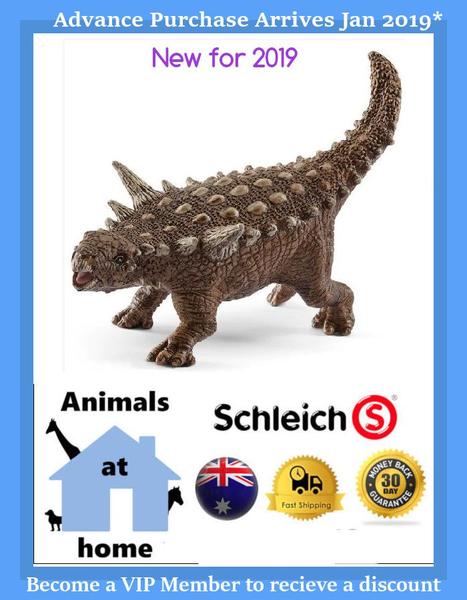 Advance Purchase Arrives Jan 2019*
New for 2019
Animals
at
home
Schleich S®
Fast Shipping
MONEY BACK
30
DAY
GUARANTEE
Become a VIP Member to recieve a discount